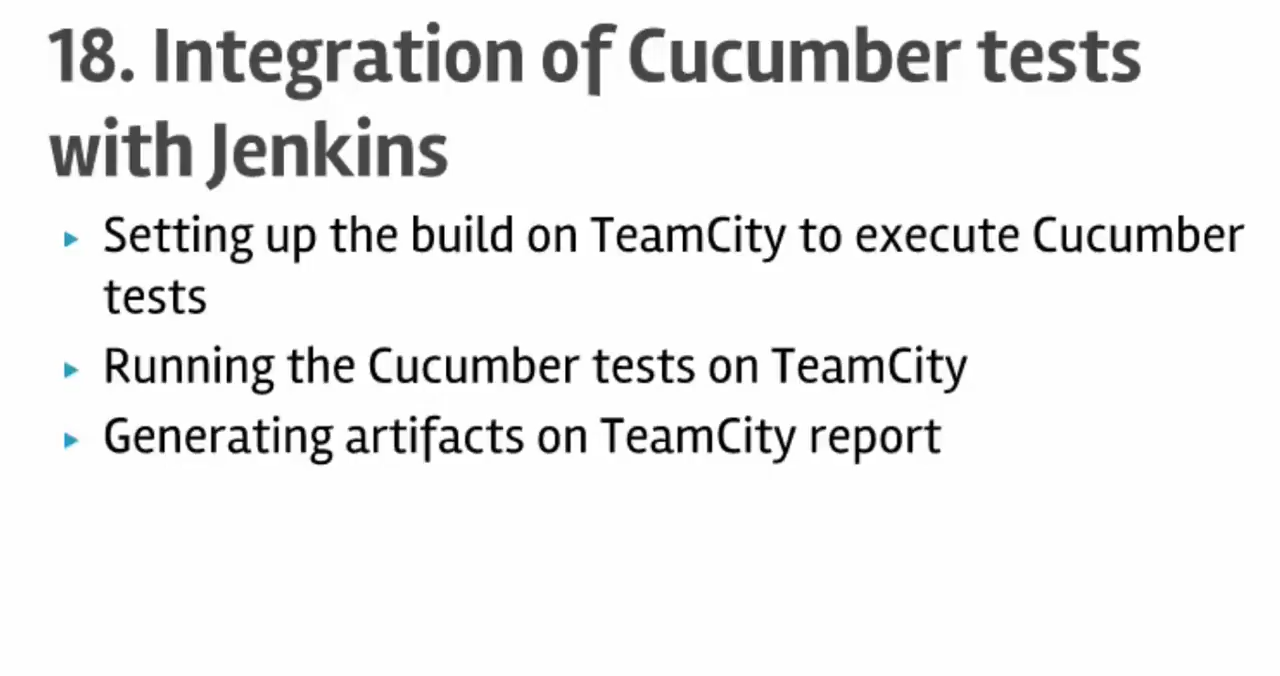 18. Integration of Cucumber tests
with Jenkins
Setting up the build on TeamCity to execute Cucumber
tests
Running the Cucumber tests on TeamCity
Generating artifacts on TeamCity report